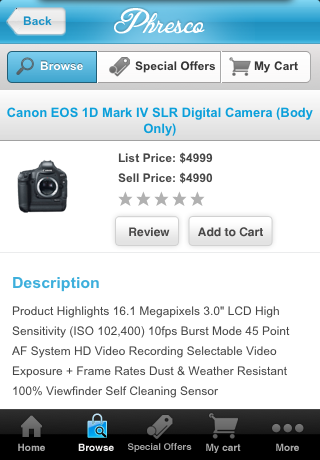 Back
Phresco
Browse
Special Offers
My Cart
Canon EOS 1D Mark IV SLR Digital Camera (Body
Only)
List Price: $4999
Sell Price: $4990
Review
Add to Cart
Description
Product Highlights 16.1 Megapixels 3.0" LCD High
Sensitivity (ISO 102,400) 10fps Burst Mode 45 Point
AF System HD Video Recording Selectable Video
Exposure + Frame Rates Dust & Weather Resistant
100% Viewfinder Self Cleaning Sensor
Home
Browse
Special Offers
My cart
More